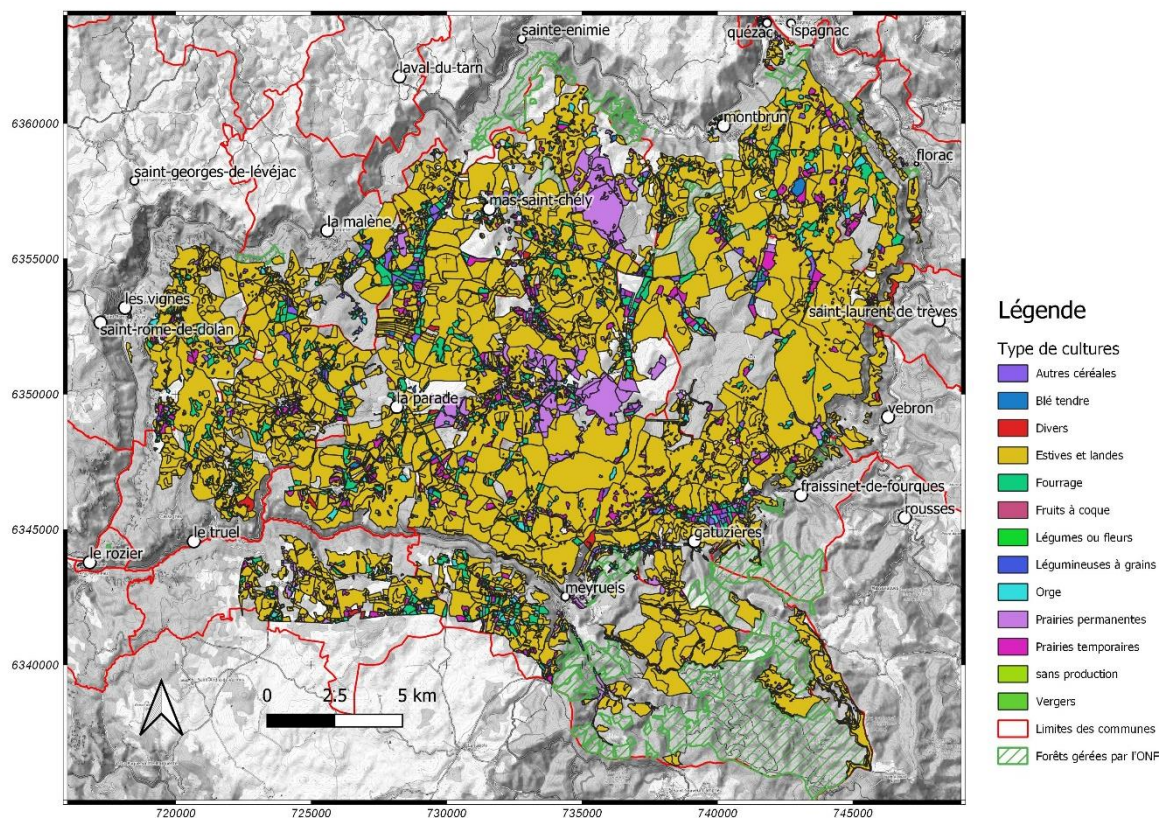 quézac
ispagnac
sainte-enimie
laval-du-tarn
6360000
montbrun
florac
saint-georges-de-lévéjac
mas-saint-chély
la malène
6355000
les vignes
saint-laurent de trèves
saint-rome-de-dolan
6350000
la parade
vebron
fraissinet-de-fourques
rousses
6345000
le truel
gatuzières
le rozier
meyrueis
6340000
0 2.5 5 km
720000 725000 730000 735000 740000 745000
Légende
Type de cultures
Autres céréales
Blé tendre
Divers
Estives et landes
Fourrage
Fruits à coque
Légumes ou fleurs
Légumineuses à grains
Orge
Prairies permanentes
Prairies temporaires
sans production
Vergers
Limites des communes
Forêts gérées par l'ONF